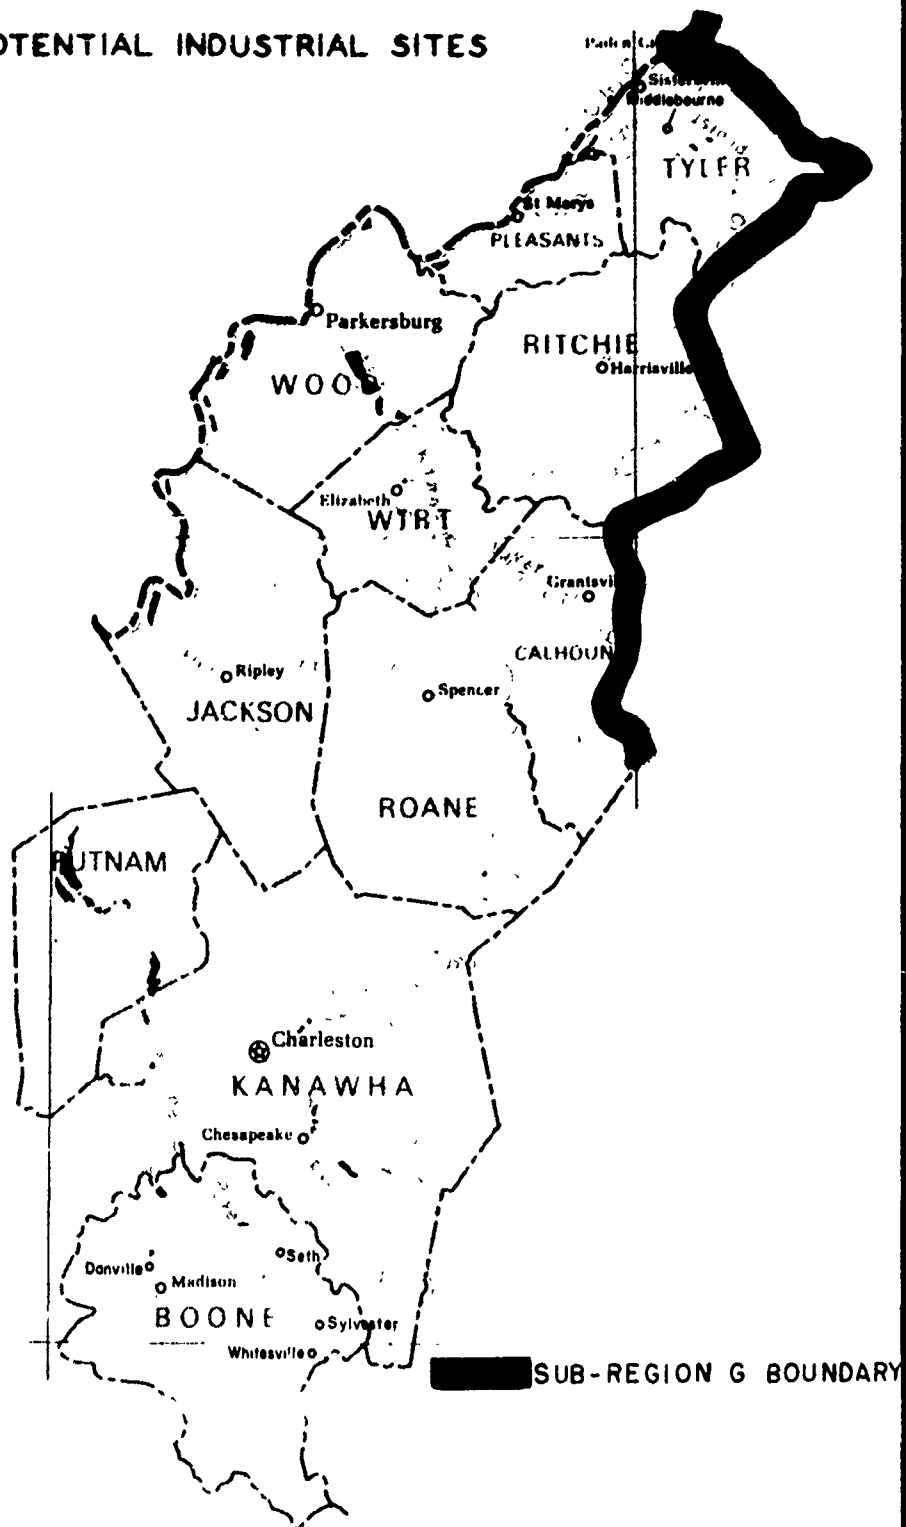 OTENTIAL INDUSTRIAL SITES
Middlebourne
TYLER
St Marys
PLEASANTS
Parkersburg
RITCHIE
Harrisville
WOOD
Elizabeth
WIRT
Grantsvi
CALHOUN
Ripley
Spencer
JACKSON
ROANE
PUTNAM
Charleston
KANAWHA
Chesapeake
Seth
Danville
Madison
BOONE
Sylvester
Whitesville
SUB-REGION G BOUNDARY